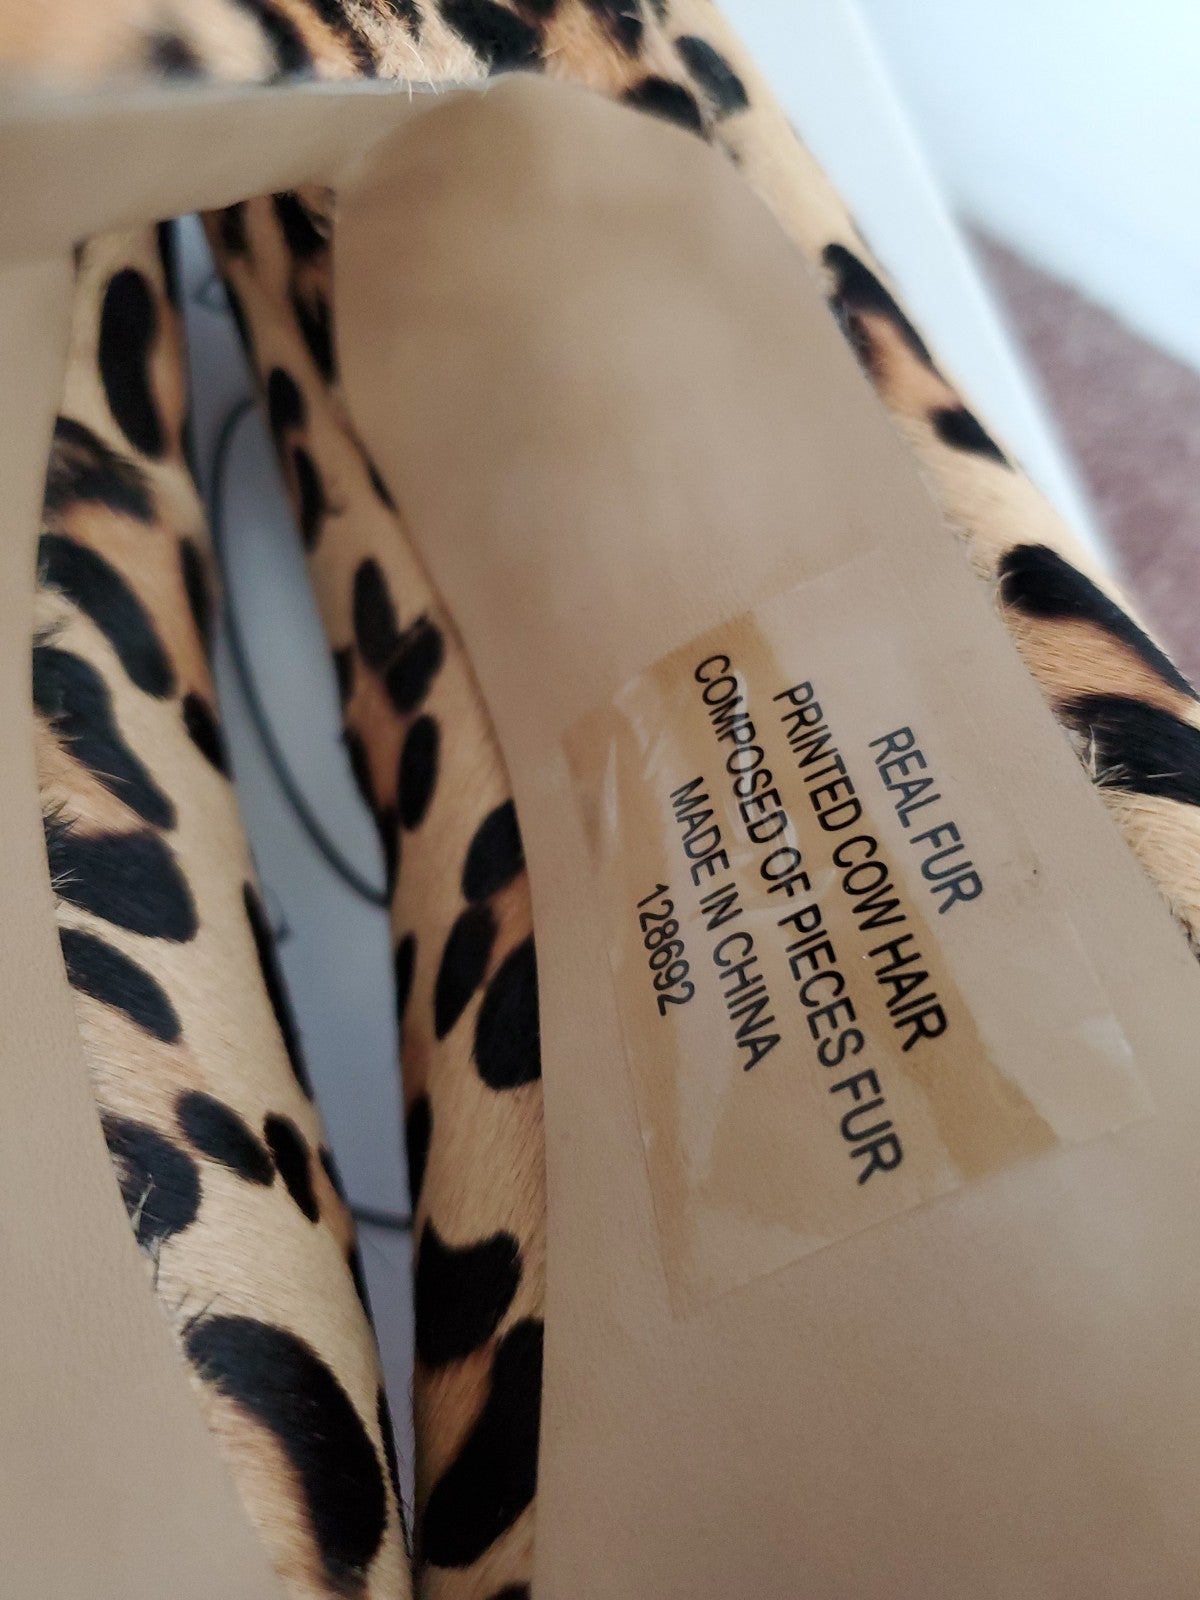 REAL FUR
PRINTED COW HAIR
COMPOSED OF PIECES FUR
MADE IN CHINA
128692